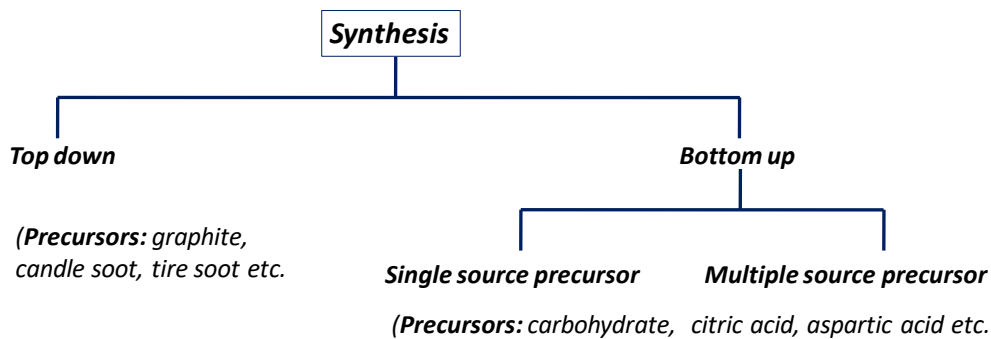 Synthesis
Top down
Bottom up
(Precursors: graphite,
candle soot, tire soot etc.
Single source precursor
Multiple source precursor
(Precursors: carbohydrate, citric acid, aspartic acid etc.